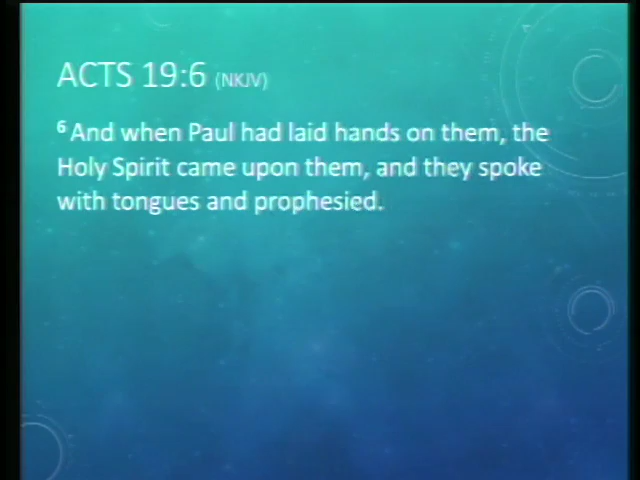 ACTS 19:6 (NKJV)
6 And when Paul had laid hands on them, the
Holy Spirit came upon them, and they spoke
with tongues and prophesied.